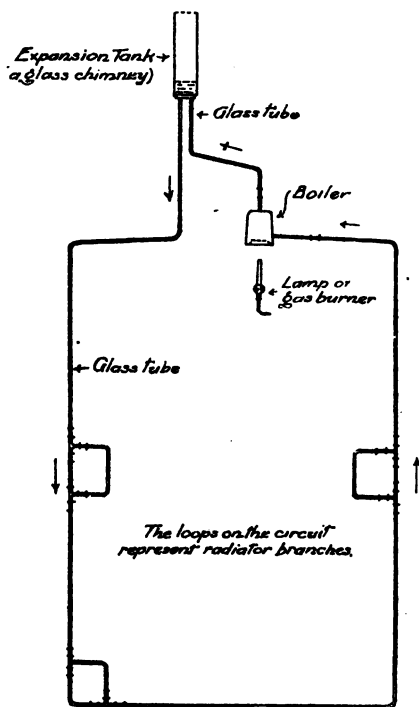 Expansion Tank
a glass chimney)
Glass tube
Boiler
Lamp or
gas burner
Glass tube
The loops on the circuit
represent radiator branches.